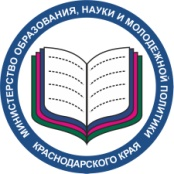 МИНИСТЕРСТВО ОБРАЗОВАНИЯ, НАУКИ И МОЛОДЕЖНОЙ ПОЛИТИКИ
КРАСНОДАРСКОГО КРАЯ